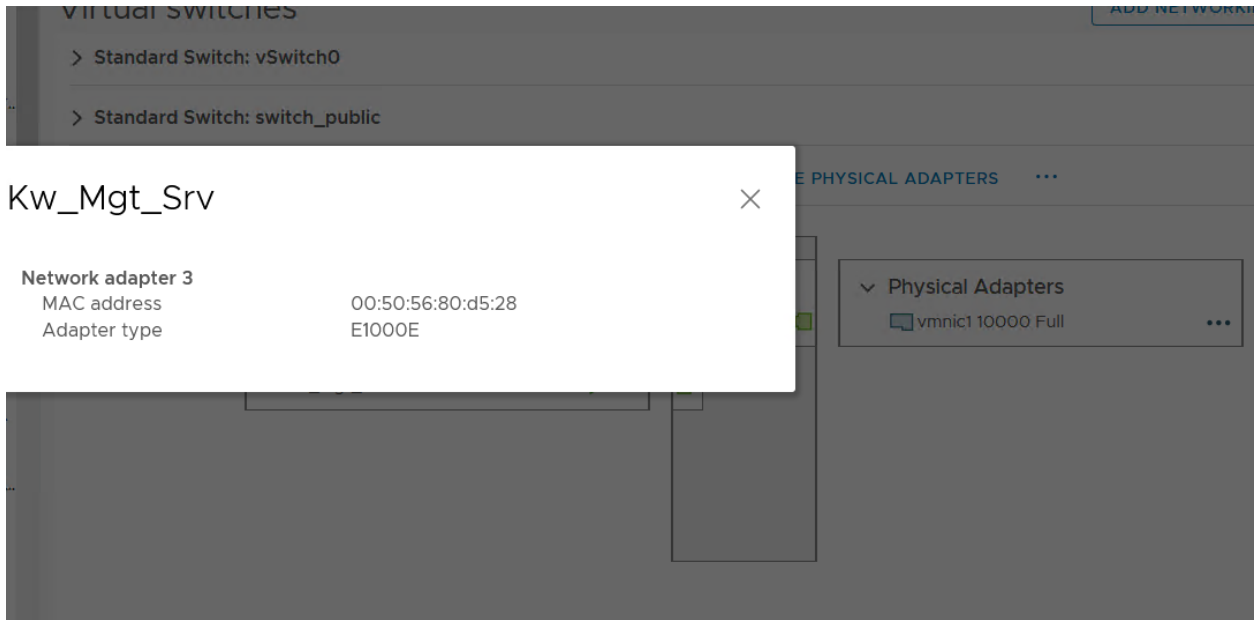 Virtual switches
ADD NETWORKI
Standard Switch: vSwitch0
Standard Switch: switch_public
E PHYSICAL ADAPTERS ...
Kw_Mgt_Srv
Network adapter 3
MAC address 00:50:56:80:d5:28
Adapter type E1000E
Physical Adapters
vmnic1 10000 Full ...